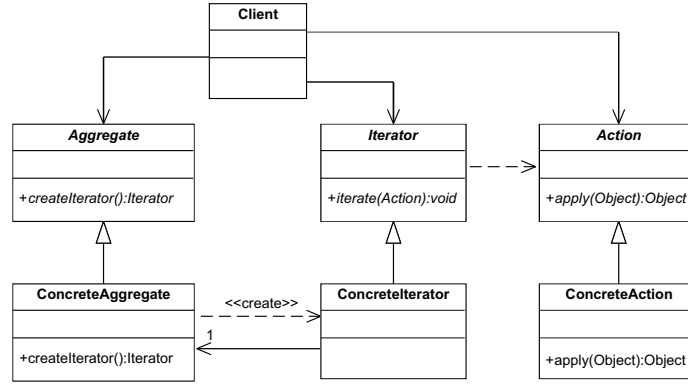 Client
Aggregate
Iterator
Action
+createIterator():Iterator
+iterate(Action):void
+apply(Object):Object
ConcreteAggregate
<<create>>
ConcreteIterator
ConcreteAction
1
+createIterator():Iterator
+apply(Object):Object